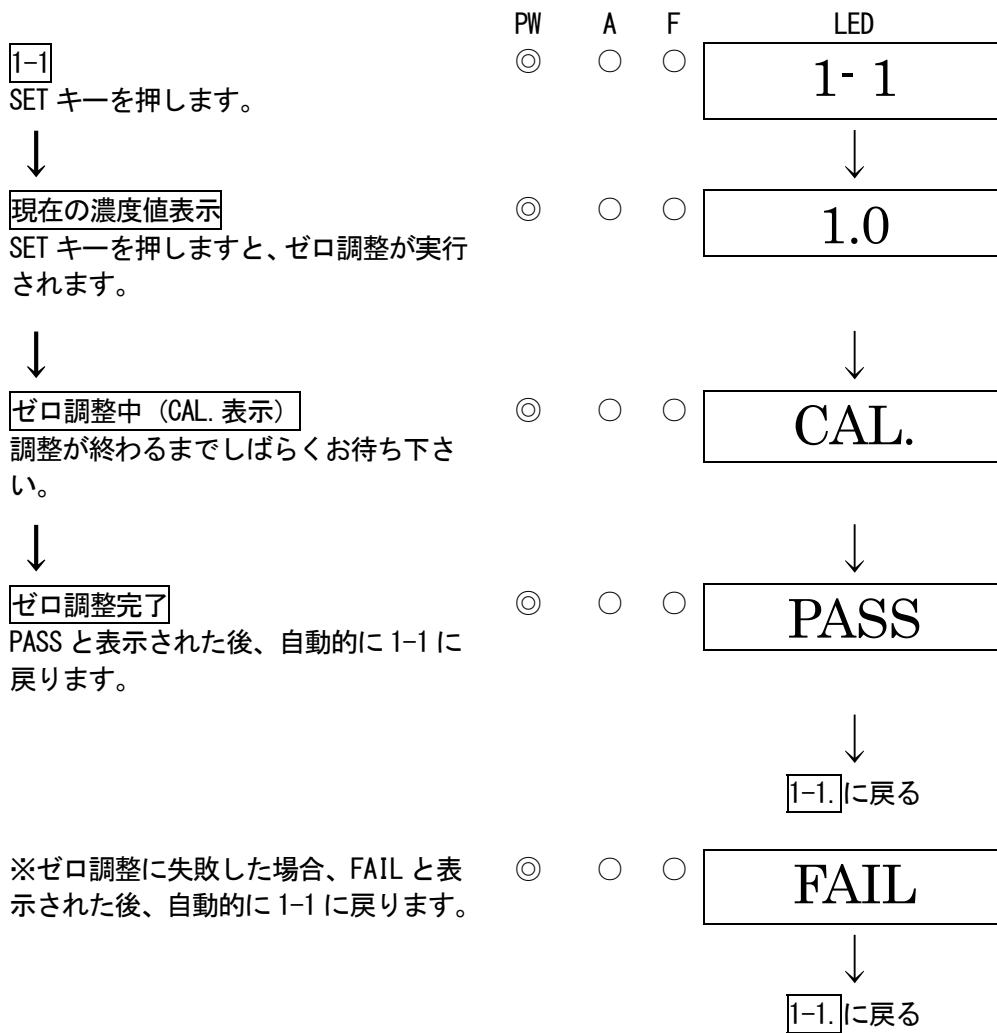 PW A F LED
1-1 ◎ ○ ○ 1- 1
SET キーを押します。
↓ ↓
現在の濃度値表示 ◎ ○ ○ 1.0
SET キーを押しますと、ゼロ調整が実行
されます。
↓ ↓
ゼロ調整中（CAL.表示） ◎ ○ ○ CAL.
調整が終わるまでしばらくお待ち下さ
い。
↓ ↓
ゼロ調整完了 ◎ ○ ○ PASS
PASS と表示された後、自動的に 1-1 に
戻ります。
↓
1-1.に戻る
※ゼロ調整に失敗した場合、FAIL と表 ◎ ○ ○ FAIL
示された後、自動的に 1-1 に戻ります。
↓
1-1.に戻る